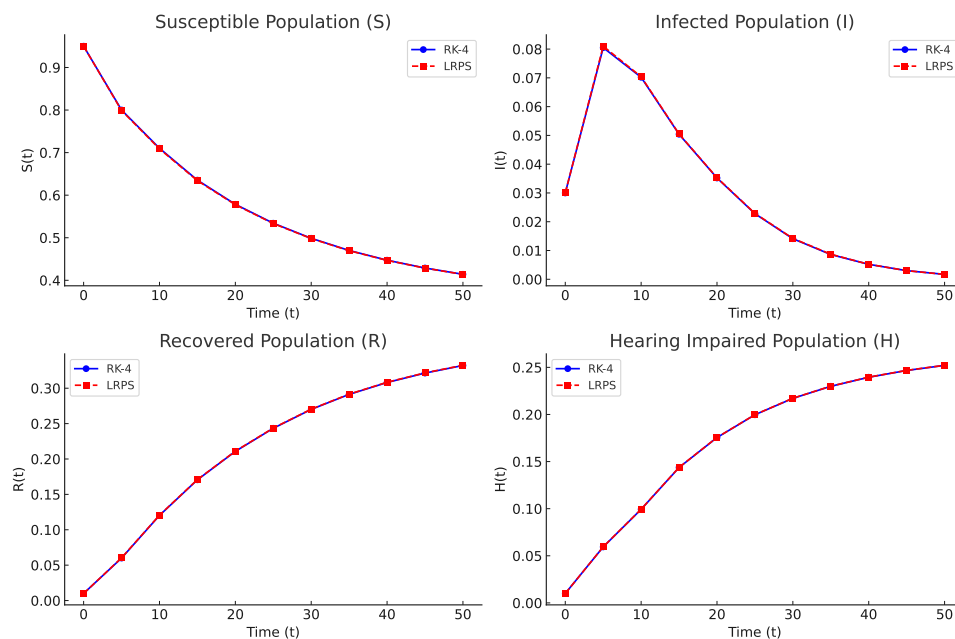 Susceptible Population (S)
RK-4
LRPS
0.9
0.8
0.7
0.6
0.5
0.4
S(t)
0 10 20 30 40 50
Time (t)
Infected Population (I)
RK-4
LRPS
0.08
0.07
0.06
0.05
0.04
0.03
0.02
0.01
0.00
I(t)
0 10 20 30 40 50
Time (t)
Recovered Population (R)
RK-4
LRPS
0.30
0.25
0.20
0.15
0.10
0.05
0.00
R(t)
0 10 20 30 40 50
Time (t)
Hearing Impaired Population (H)
RK-4
LRPS
0.25
0.20
0.15
0.10
0.05
0.00
H(t)
0 10 20 30 40 50
Time (t)